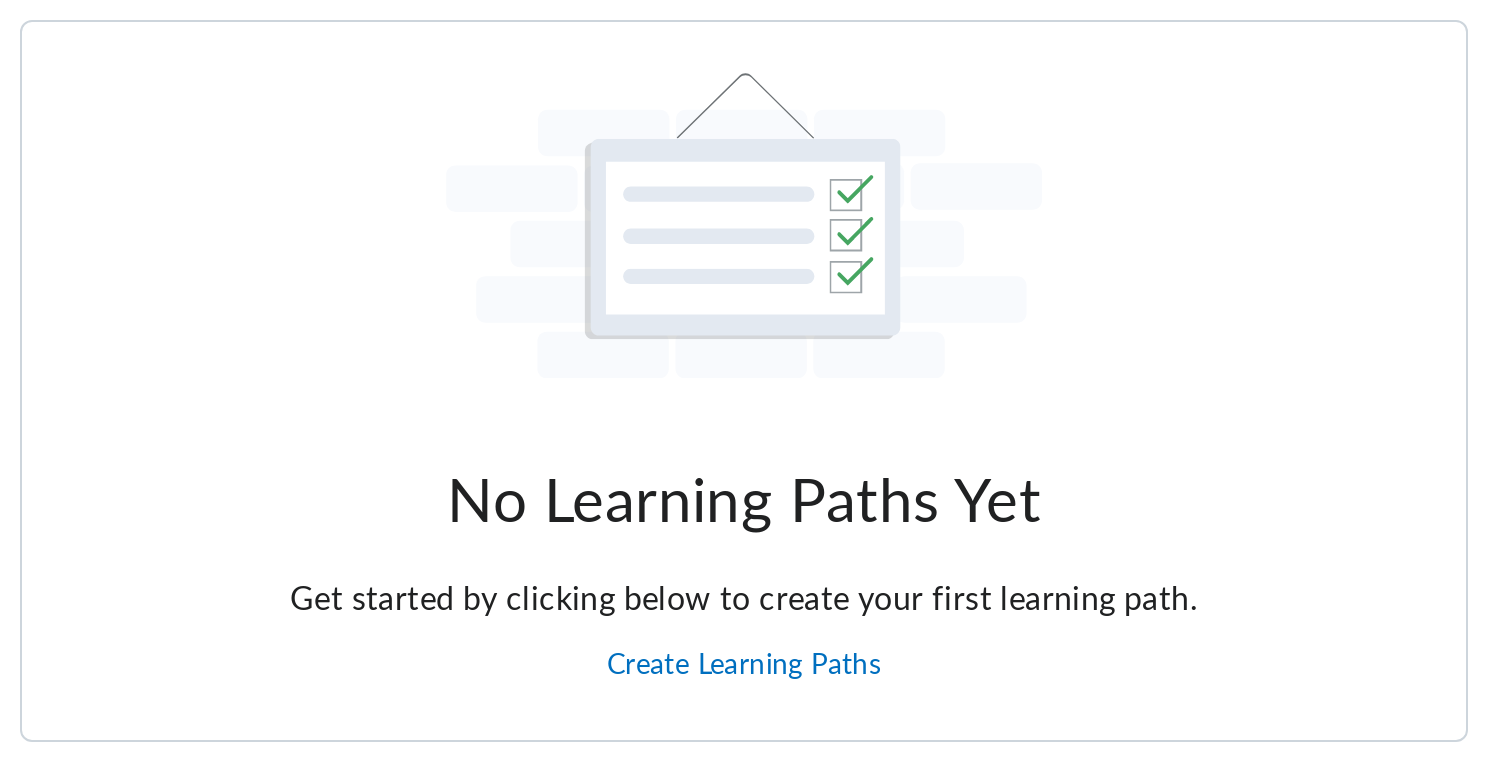 No Learning Paths Yet
Get started by clicking below to create your first learning path.
Create Learning Paths